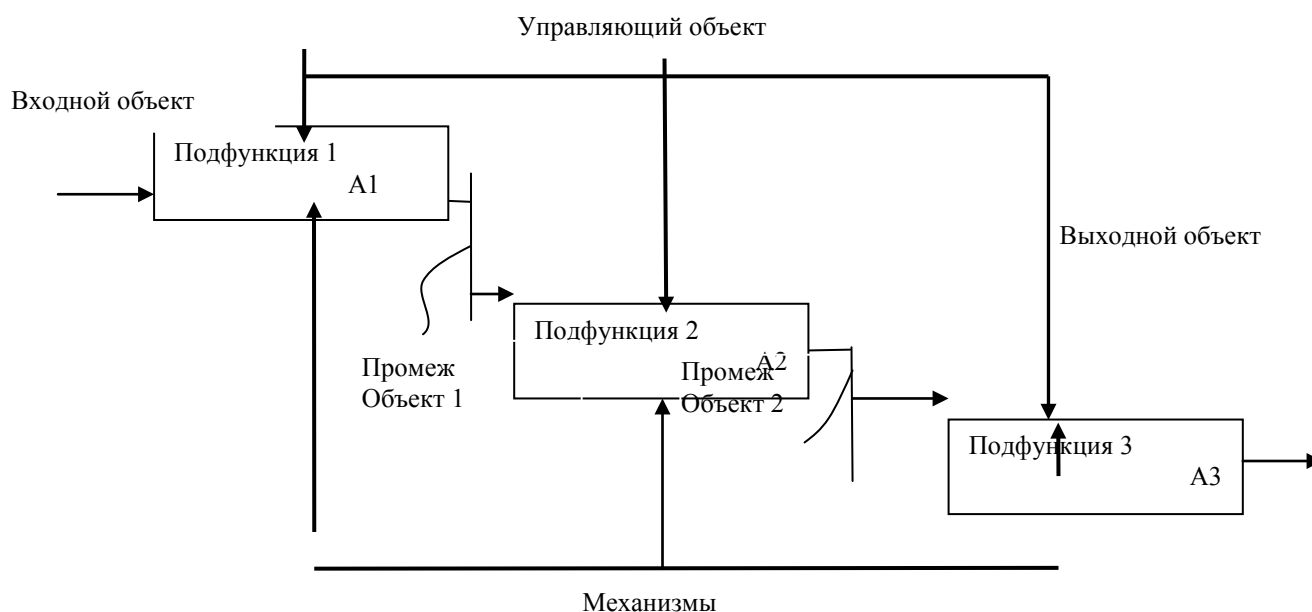 Управляющий объект
Входной объект
Подфункция 1
А1
Выходной объект
Подфункция 2
А2
Промеж
Объект 1
Промеж
Объект 2
Подфункция 3
А3
Механизмы